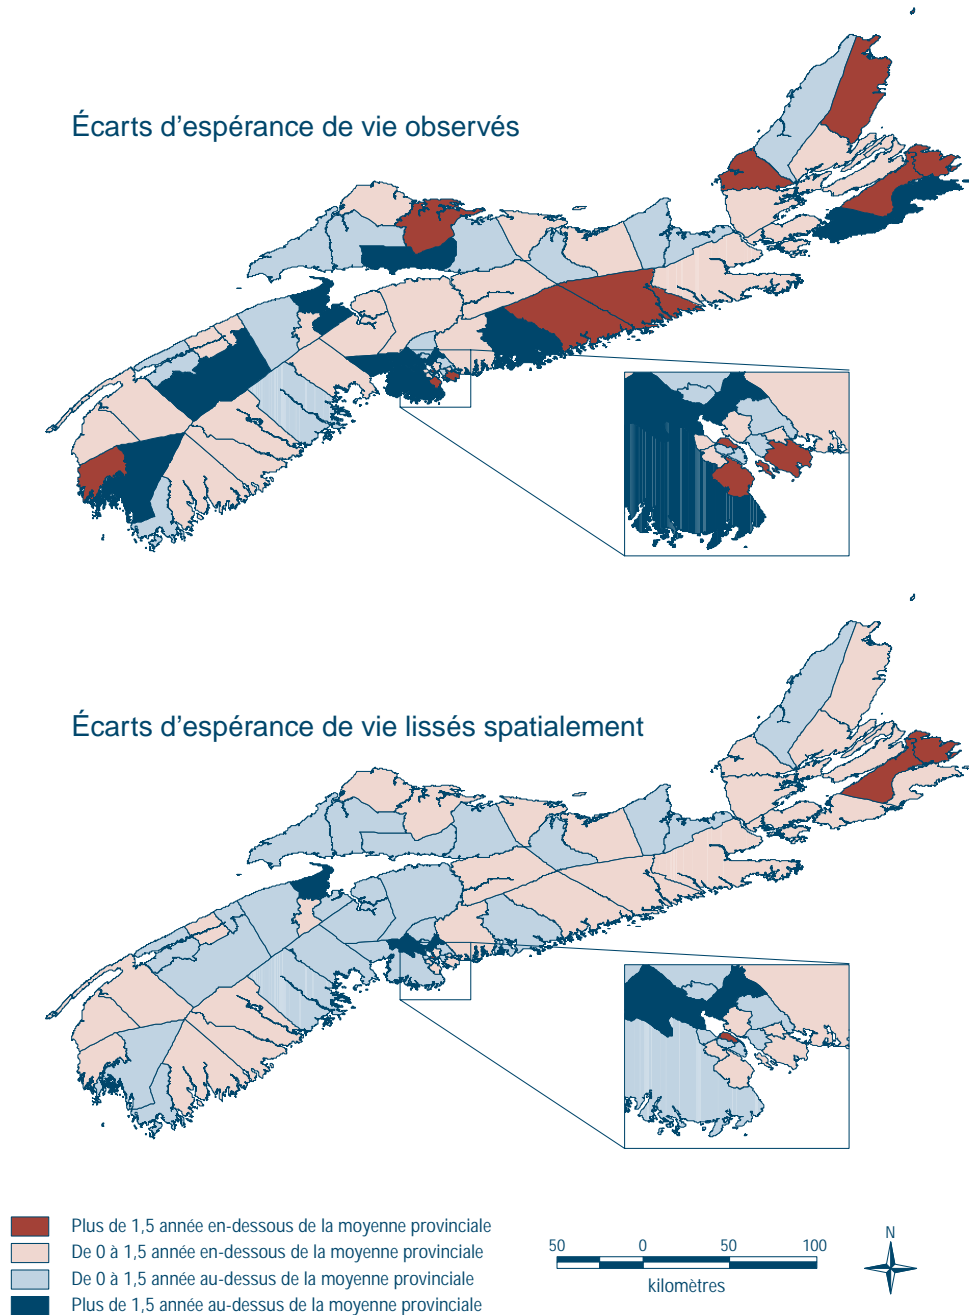 Écarts d'espérance de vie observés
Écarts d'espérance de vie lissés spatialement
Plus de 1,5 année en-dessous de la moyenne provinciale
De 0 à 1,5 année en-dessous de la moyenne provinciale
De 0 à 1,5 année au-dessus de la moyenne provinciale
Plus de 1,5 année au-dessus de la moyenne provinciale
50 0 50 100
kilomètres
N